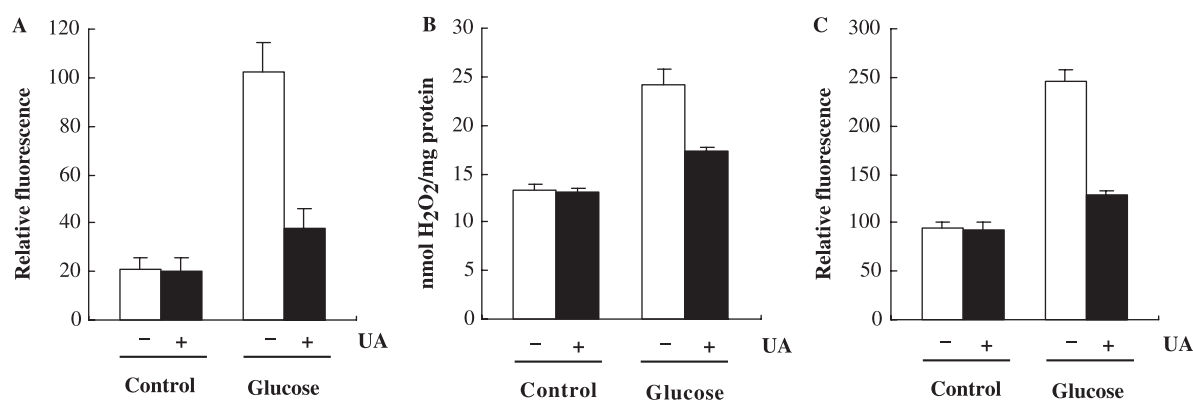 A
Relative fluorescence
120
100
80
60
40
20
0
− + UA
Control Glucose
B
nmol H2O2/mg protein
30
25
20
15
10
5
0
− + UA
Control Glucose
C
Relative fluorescence
300
250
200
150
100
50
0
− + UA
Control Glucose